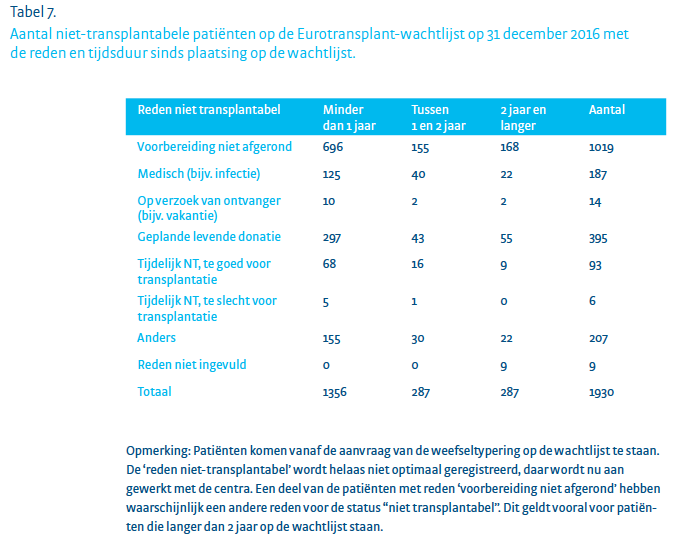 Tabel 7.
Aantal niet-transplantabele patiënten op de Eurotransplant-wachtlijst op 31 december 2016 met
de reden en tijdsduur sinds plaatsing op de wachtlijst.
Reden niet transplantabel Minder dan 1 jaar Tussen 1 en 2 jaar 2 jaar en langer Aantal
Voorbereiding niet afgerond 696 155 168 1019
Medisch (bijv. infectie) 125 40 22 187
Op verzoek van ontvanger (bijv. vakantie) 10 2 2 14
Geplande levende donatie 297 43 55 395
Tijdelijk NT, te goed voor transplantatie 68 16 9 93
Tijdelijk NT, te slecht voor transplantatie 5 1 0 6
Anders 155 30 22 207
Reden niet ingevuld 0 0 9 9
Totaal 1356 287 287 1930
Opmerking: Patiënten komen vanaf de aanvraag van de weefseltypering op de wachtlijst te staan.
De ‘reden niet-transplantabel’ wordt helaas niet optimaal geregistreerd, daar wordt nu aan
gewerkt met de centra. Een deel van de patiënten met reden ‘voorbereiding niet afgerond’ hebben
waarschijnlijk een andere reden voor de status “niet transplantabel”. Dit geldt vooral voor patiën-
ten die langer dan 2 jaar op de wachtlijst staan.